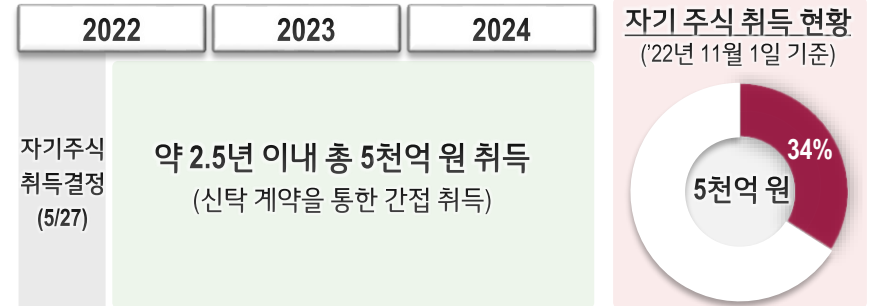 2022
2023
2024
자기주식
취득결정
(5/27)
약 2.5년 이내 총 5천억 원 취득
(신탁 계약을 통한 간접 취득)
자기 주식 취득 현황
('22년 11월 1일 기준)
34%
5천억 원